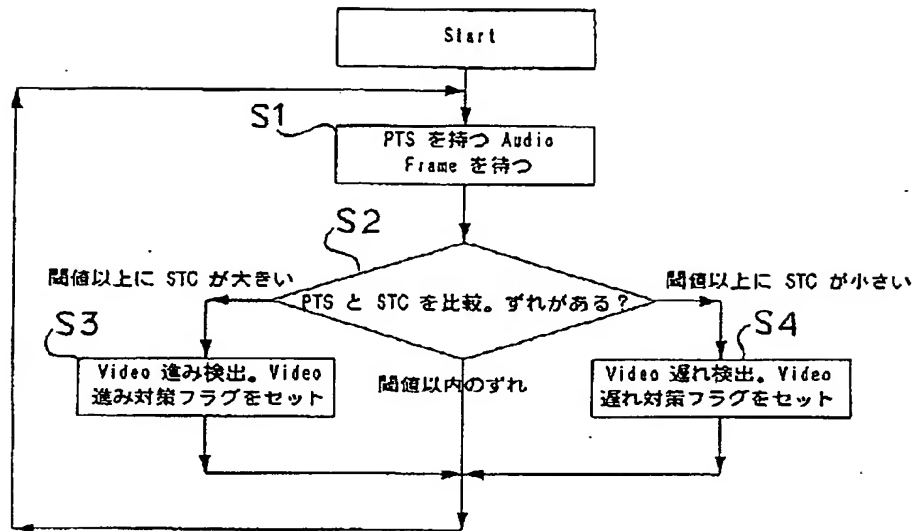 Start
S1
PTS を持つ Audio
Frame を待つ
S2
閾値以上に STC が大きい
PTS と STC を比較。ずれがある?
閾値以上に STC が小さい
S3
Video 進み検出。Video
進み対策フラグをセット
閾値以内のずれ
S4
Video 遅れ検出。Video
遅れ対策フラグをセット